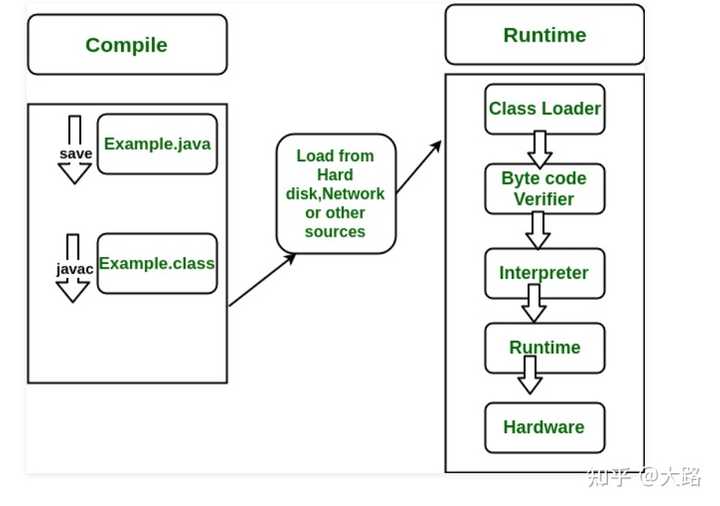 Compile
save
Example.java
javac
Example.class
Load from
Hard
disk,Network
or other
sources
Runtime
Class Loader
Byte code
Verifier
Interpreter
Runtime
Hardware
知乎 @大路